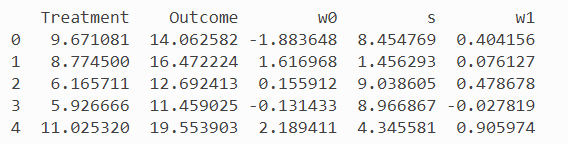 Treatment Outcome w0 s w1
0 9.671081 14.062582 -1.883648 8.454769 0.404156
1 8.774500 16.472224 1.616968 1.456293 0.076127
2 6.165711 12.692413 0.155912 9.038605 0.478678
3 5.926666 11.459025 -0.131433 8.966867 -0.027819
4 11.025320 19.553903 2.189411 4.345581 0.905974